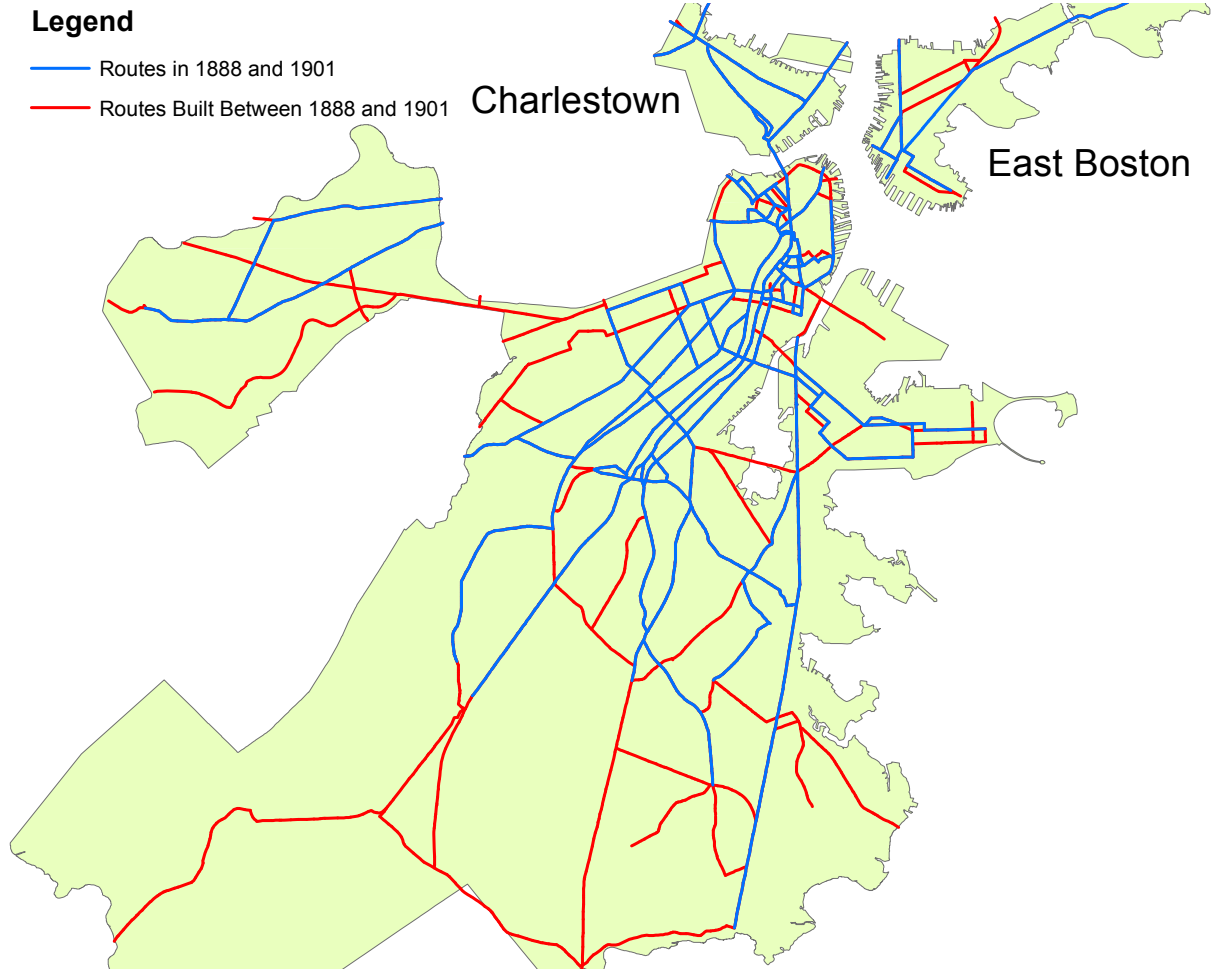 Legend
Routes in 1888 and 1901
Routes Built Between 1888 and 1901
Charlestown
East Boston